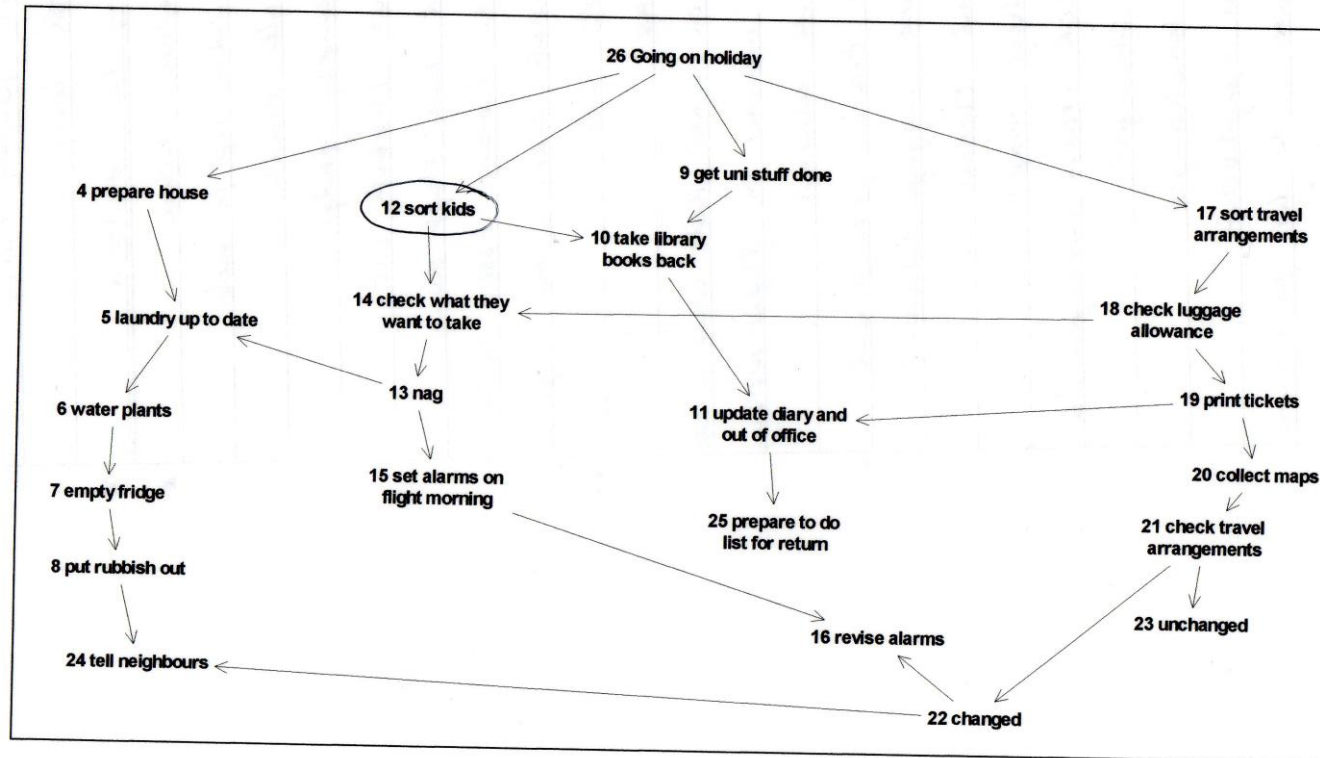 26 Going on holiday
4 prepare house
12 sort kids
9 get uni stuff done
10 take library
books back
17 sort travel
arrangements
5 laundry up to date
14 check what they
want to take
18 check luggage
allowance
6 water plants
13 nag
11 update diary and
out of office
19 print tickets
7 empty fridge
15 set alarms on
flight morning
25 prepare to do
list for return
20 collect maps
21 check travel
arrangements
8 put rubbish out
24 tell neighbours
16 revise alarms
23 unchanged
22 changed